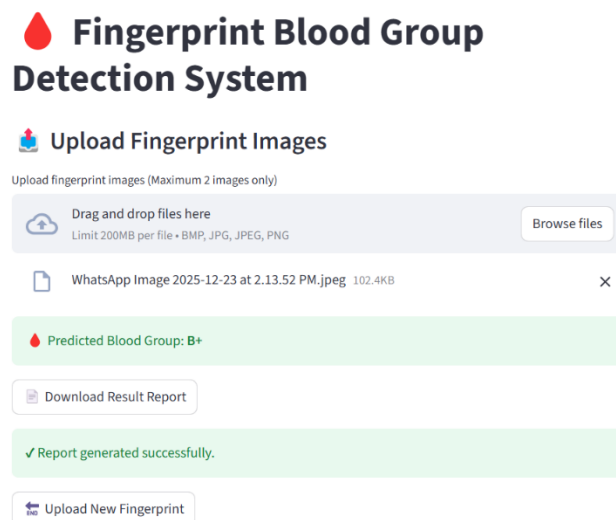 🩸 Fingerprint Blood Group
Detection System
📤 Upload Fingerprint Images
Upload fingerprint images (Maximum 2 images only)
Drag and drop files here
Limit 200MB per file • BMP, JPG, JPEG, PNG
Browse files
WhatsApp Image 2025-12-23 at 2.13.52 PM.jpeg 102.4KB
🩸 Predicted Blood Group: B+
📄 Download Result Report
✓ Report generated successfully.
🔚 Upload New Fingerprint